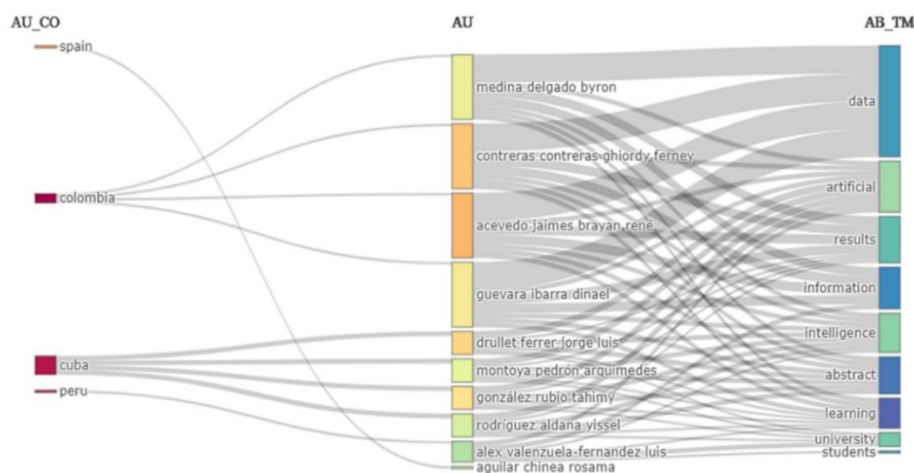 AU_CO
AU
AB_TM
spain
colombia
cuba
peru
medina delgado byron
contreras contreras ghiordy ferney
acevedo jaimes brayan rené
guevara ibarra dinael
drullet ferrer jorge luis
montoya pedrón arquimedes
gonzález rubio tahimy
rodríguez aldana yissel
alex valenzuela-fernandez luis
aguilar chinea rosama
data
artificial
results
information
intelligence
abstract
learning
university
students